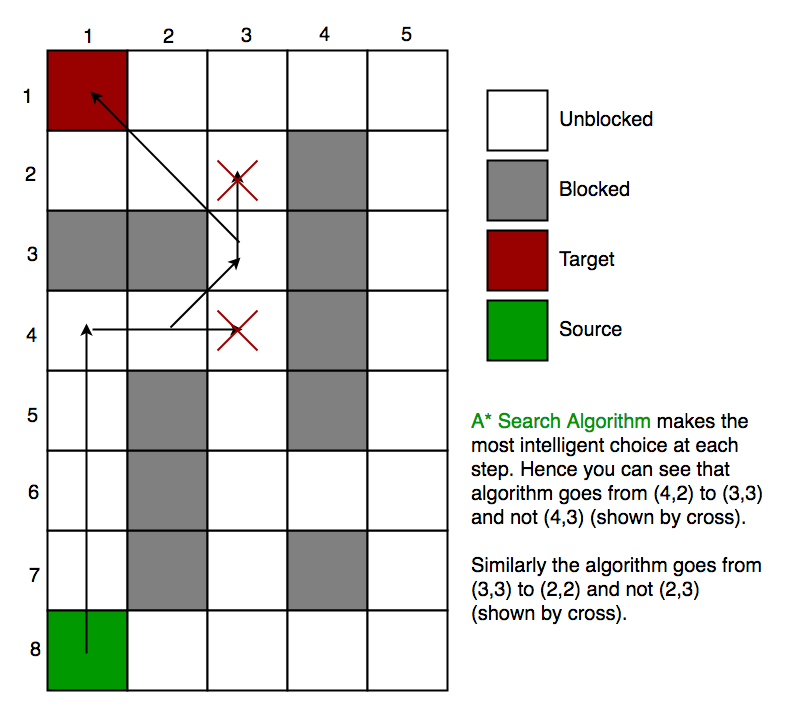 1 2 3 4 5
1
2
3
4
5
6
7
8
Unblocked
Blocked
Target
Source
A* Search Algorithm makes the
most intelligent choice at each
step. Hence you can see that
algorithm goes from (4,2) to (3,3)
and not (4,3) (shown by cross).
Similarly the algorithm goes from
(3,3) to (2,2) and not (2,3)
(shown by cross).